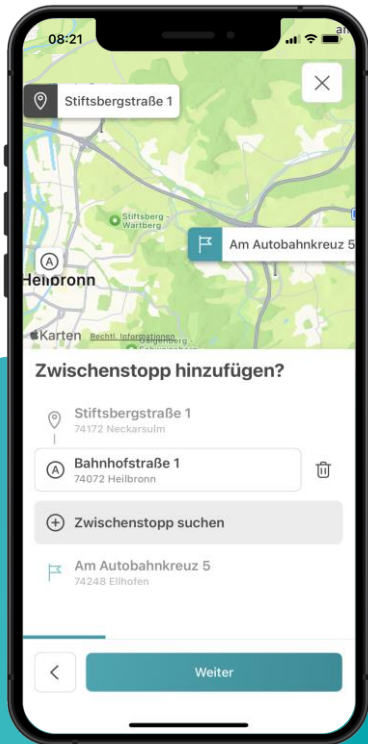 08:21
an
Stiftsbergstraße 1
Stiftsberg -
Wartberg
Am Autobahnkreuz 5
A
Heilbronn
Karten Rechtl. Informationen
Zwischenstopp hinzufügen?
Stiftsbergstraße 1
74172 Neckarsulm
A
Bahnhofstraße 1
74072 Heilbronn
Zwischenstopp suchen
Am Autobahnkreuz 5
74248 Ellhofen
Weiter